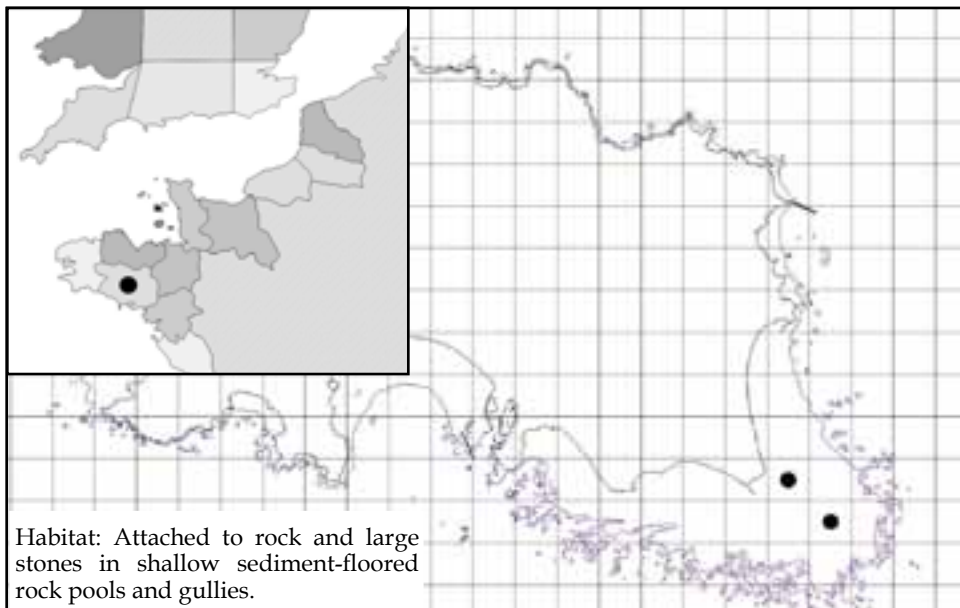 Habitat: Attached to rock and large
stones in shallow sediment-floored
rock pools and gullies.